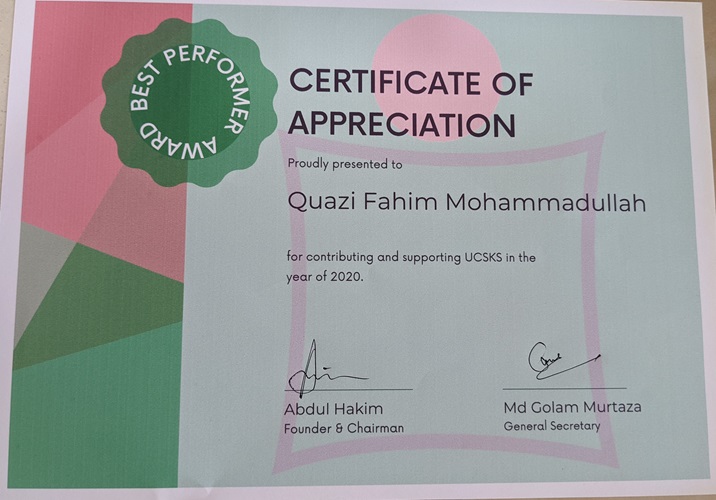 BEST PERFORMER AWARD
CERTIFICATE OF
APPRECIATION
Proudly presented to
Quazi Fahim Mohammadullah
for contributing and supporting UCSKS in the
year of 2020.
Abdul Hakim
Founder & Chairman
Md Golam Murtaza
General Secretary